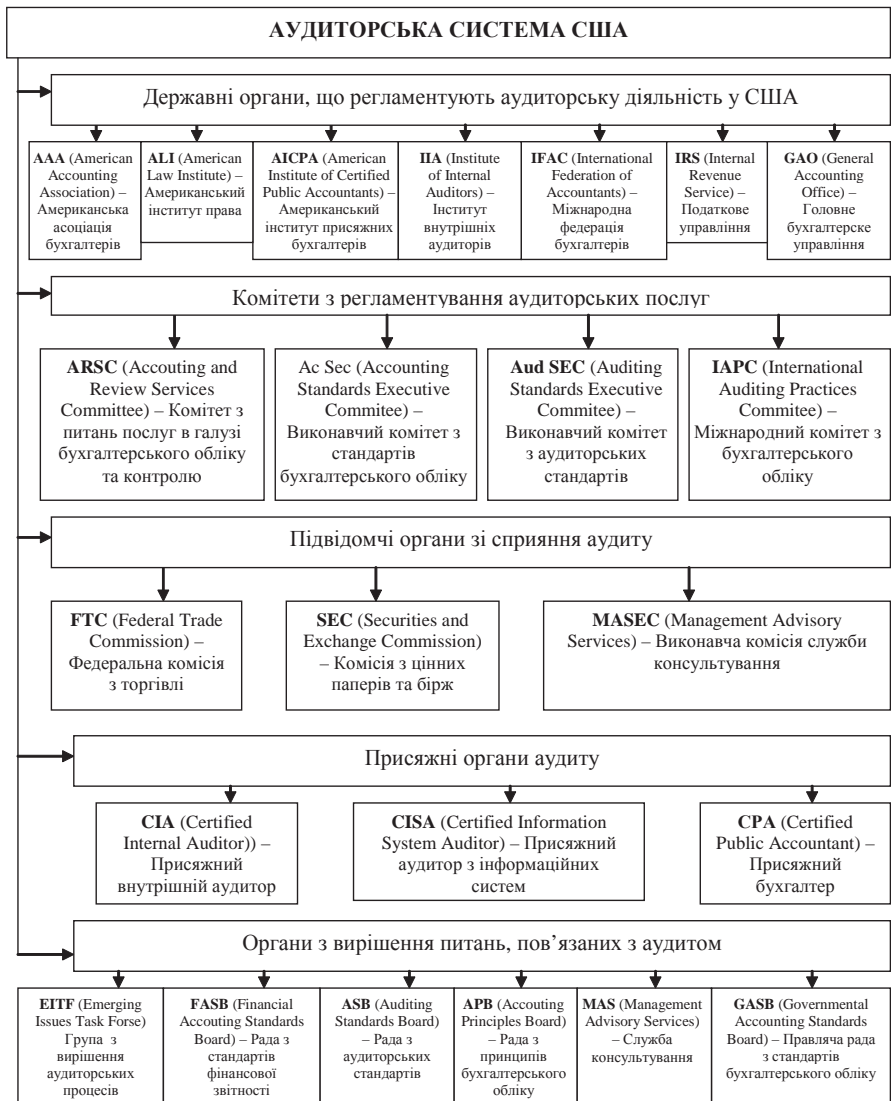 АУДИТОРСЬКА СИСТЕМА США
Державні органи, що регламентують аудиторську діяльність у США
AAA (American
Accounting
Association) –
Американська
асоціація
бухгалтерів
ALI (American
Law Institute) –
Американський
інститут права
AICPA (American
Institute of Certified
Public Accountants) –
Американський
інститут присяжних
бухгалтерів
IIA (Institute
of Internal
Auditors) –
Інститут
внутрішніх
аудиторів
IFAC (International
Federation of
Accountants) –
Міжнародна
федерація
бухгалтерів
IRS (Internal
Revenue
Service) –
Податкове
управління
GAO (General
Accounting
Office) –
Головне
бухгалтерске
управління
Комітети з регламентування аудиторських послуг
ARSC (Accouting and
Review Services
Committee) – Комітет з
питань послуг в галузі
бухгалтерського обліку
та контролю
Ac Sec (Accounting
Standards Executive
Commitee) –
Виконавчий комітет з
стандартів
бухгалтерського обліку
Aud SEC (Auditing
Standards Executive
Commitee) –
Виконавчий комітет
з аудиторських
стандартів
IAPC (International
Auditing Practices
Commitee) –
Міжнародний комітет з
бухгалтерського
обліку
Підвідомчі органи зі сприяння аудиту
FTC (Federal Trade
Commission) –
Федеральна комісія
з торгівлі
SEC (Securities and
Exchange Commission)
– Комісія з цінних
паперів та бірж
MASEC (Management Advisory
Services) – Виконавча комісія служби
консультування
Присяжні органи аудиту
CIA (Certified
Internal Auditor)) –
Присяжний
внутрішній аудитор
CISA (Certified Information
System Auditor) – Присяжний
аудитор з інформаційних
систем
CPA (Certified
Public Accountant) –
Присяжний
бухгалтер
Органи з вирішення питань, пов’язаних з аудитом
EITF (Emerging
Issues Task Forse)
Група з
вирішення
аудиторських
процесів
FASB (Financial
Accouting Standards
Board) – Рада з
стандартів
фінансової
звітності
ASB (Auditing
Standards Board) –
Рада з
аудиторських
стандартів
APB (Accouting
Principles Board) –
Рада з
принципів
бухгалтерського
обліку
MAS (Management
Advisory Services) –
Служба
консультування
GASB (Governmental
Accounting Standards
Board) – Правляча рада
з стандартів
бухгалтерського обліку